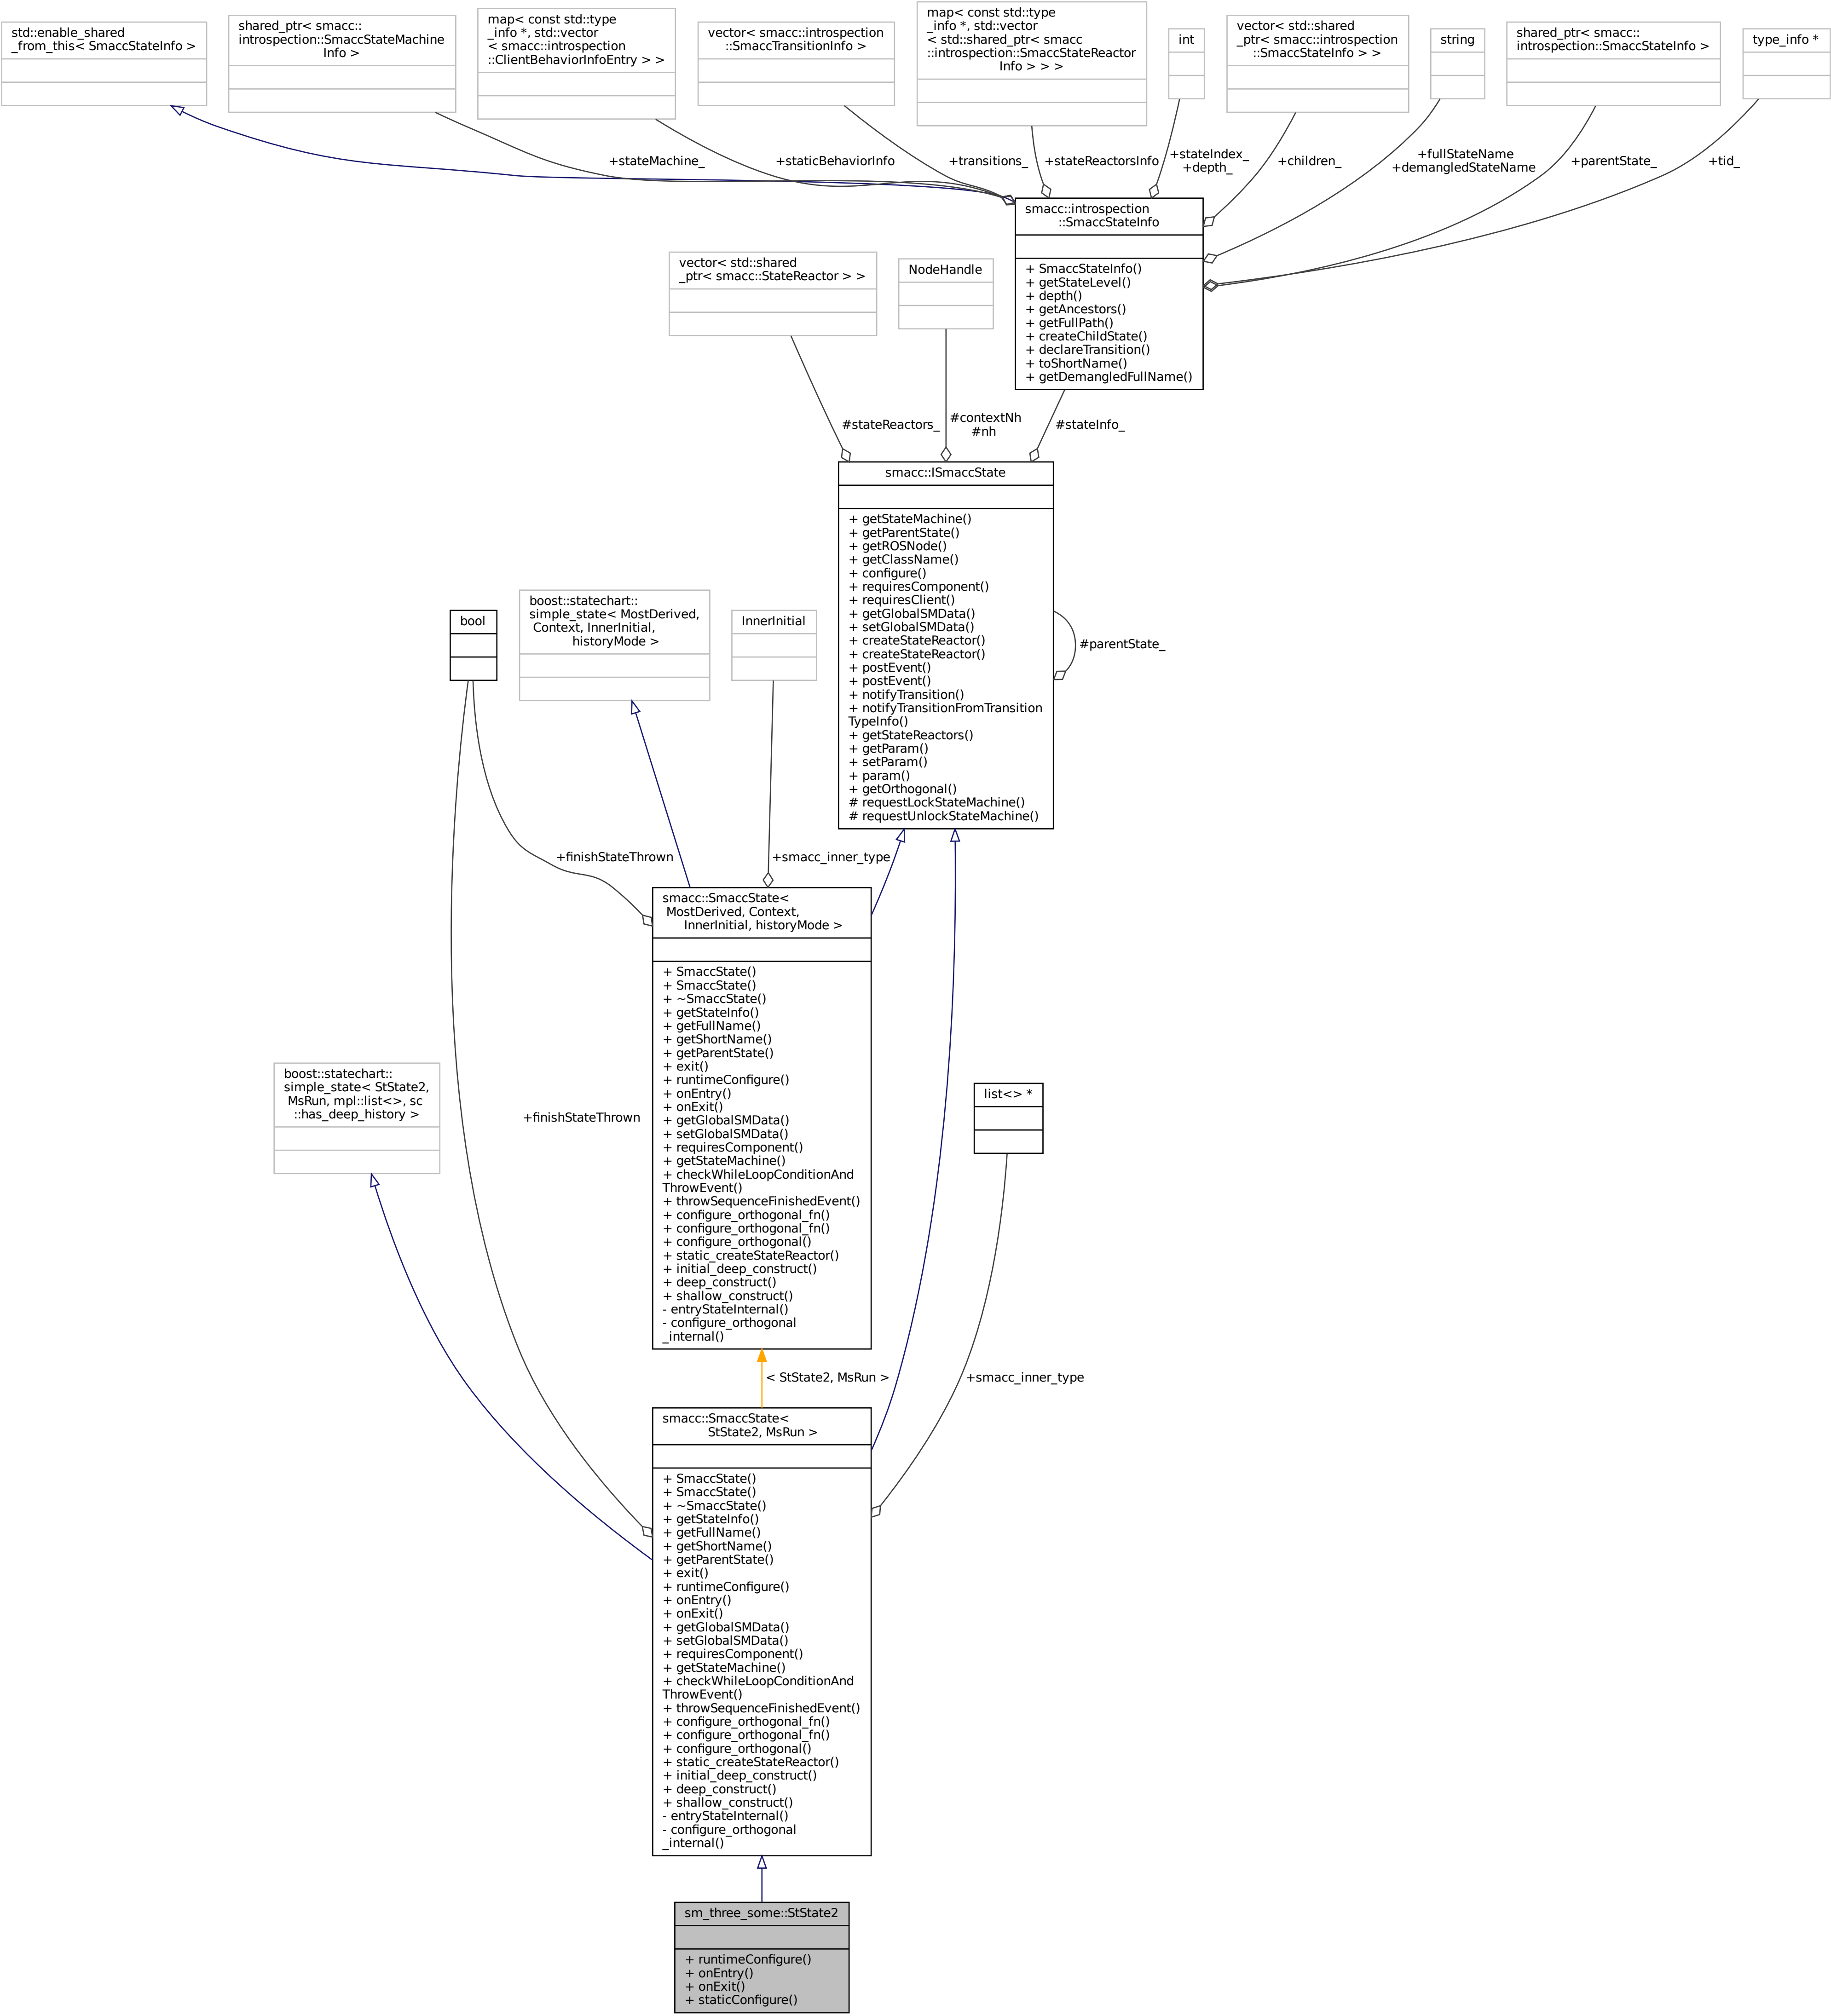 std::enable_shared
_from_this< SmaccStateInfo >
shared_ptr< smacc::
introspection::SmaccStateMachine
Info >
map< const std::type
_info *, std::vector
< smacc::introspection
::ClientBehaviorInfoEntry > >
vector< smacc::introspection
::SmaccTransitionInfo >
map< const std::type
_info *, std::vector
< std::shared_ptr< smacc
::introspection::SmaccStateReactor
Info > > >
int
vector< std::shared
_ptr< smacc::introspection
::SmaccStateInfo > >
string
shared_ptr< smacc::
introspection::SmaccStateInfo >
type_info *
+stateMachine_
+staticBehaviorInfo
+transitions_
+stateReactorsInfo
+stateIndex_
+depth_
+children_
+fullStateName
+demangledStateName
+parentState_
+tid_
smacc::introspection
::SmaccStateInfo
+ SmaccStateInfo()
+ getStateLevel()
+ depth()
+ getAncestors()
+ getFullPath()
+ createChildState()
+ declareTransition()
+ toShortName()
+ getDemangledFullName()
vector< std::shared
_ptr< smacc::StateReactor > >
NodeHandle
#stateReactors_
#contextNh
#nh
#stateInfo_
smacc::ISmaccState
+ getStateMachine()
+ getParentState()
+ getROSNode()
+ getClassName()
+ configure()
+ requiresComponent()
+ requiresClient()
+ getGlobalSMData()
+ setGlobalSMData()
+ createStateReactor()
+ createStateReactor()
+ postEvent()
+ postEvent()
+ notifyTransition()
+ notifyTransitionFromTransition
TypeInfo()
+ getStateReactors()
+ getParam()
+ setParam()
+ param()
+ getOrthogonal()
# requestLockStateMachine()
# requestUnlockStateMachine()
#parentState_
bool
boost::statechart::
simple_state< MostDerived,
Context, InnerInitial,
historyMode >
InnerInitial
+finishStateThrown
+smacc_inner_type
smacc::SmaccState<
MostDerived, Context,
InnerInitial, historyMode >
+ SmaccState()
+ SmaccState()
+ ~SmaccState()
+ getStateInfo()
+ getFullName()
+ getShortName()
+ getParentState()
+ exit()
+ runtimeConfigure()
+ onEntry()
+ onExit()
+ getGlobalSMData()
+ setGlobalSMData()
+ requiresComponent()
+ getStateMachine()
+ checkWhileLoopConditionAnd
ThrowEvent()
+ throwSequenceFinishedEvent()
+ configure_orthogonal_fn()
+ configure_orthogonal_fn()
+ configure_orthogonal()
+ static_createStateReactor()
+ initial_deep_construct()
+ deep_construct()
+ shallow_construct()
- entryStateInternal()
- configure_orthogonal
_internal()
boost::statechart::
simple_state< StState2,
MsRun, mpl::list<>, sc
::has_deep_history >
+finishStateThrown
list<> *
< StState2, MsRun >
+smacc_inner_type
smacc::SmaccState<
StState2, MsRun >
+ SmaccState()
+ SmaccState()
+ ~SmaccState()
+ getStateInfo()
+ getFullName()
+ getShortName()
+ getParentState()
+ exit()
+ runtimeConfigure()
+ onEntry()
+ onExit()
+ getGlobalSMData()
+ setGlobalSMData()
+ requiresComponent()
+ getStateMachine()
+ checkWhileLoopConditionAnd
ThrowEvent()
+ throwSequenceFinishedEvent()
+ configure_orthogonal_fn()
+ configure_orthogonal_fn()
+ configure_orthogonal()
+ static_createStateReactor()
+ initial_deep_construct()
+ deep_construct()
+ shallow_construct()
- entryStateInternal()
- configure_orthogonal
_internal()
sm_three_some::StState2
+ runtimeConfigure()
+ onEntry()
+ onExit()
+ staticConfigure()